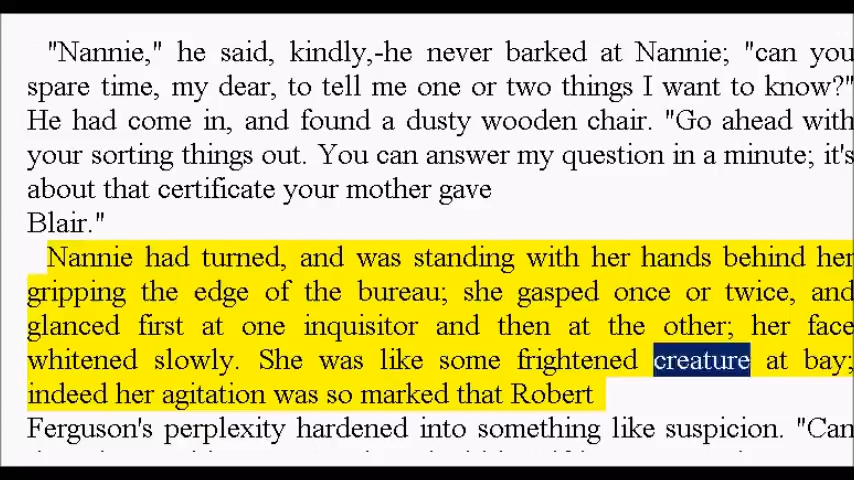 "Nannie," he said, kindly,-he never barked at Nannie; "can you
spare time, my dear, to tell me one or two things I want to know?"
He had come in, and found a dusty wooden chair. "Go ahead with
your sorting things out. You can answer my question in a minute; it's
about that certificate your mother gave
Blair."
Nannie had turned, and was standing with her hands behind her
gripping the edge of the bureau; she gasped once or twice, and
glanced first at one inquisitor and then at the other; her face
whitened slowly. She was like some frightened creature at bay;
indeed her agitation was so marked that Robert
Ferguson's perplexity hardened into something like suspicion. "Can